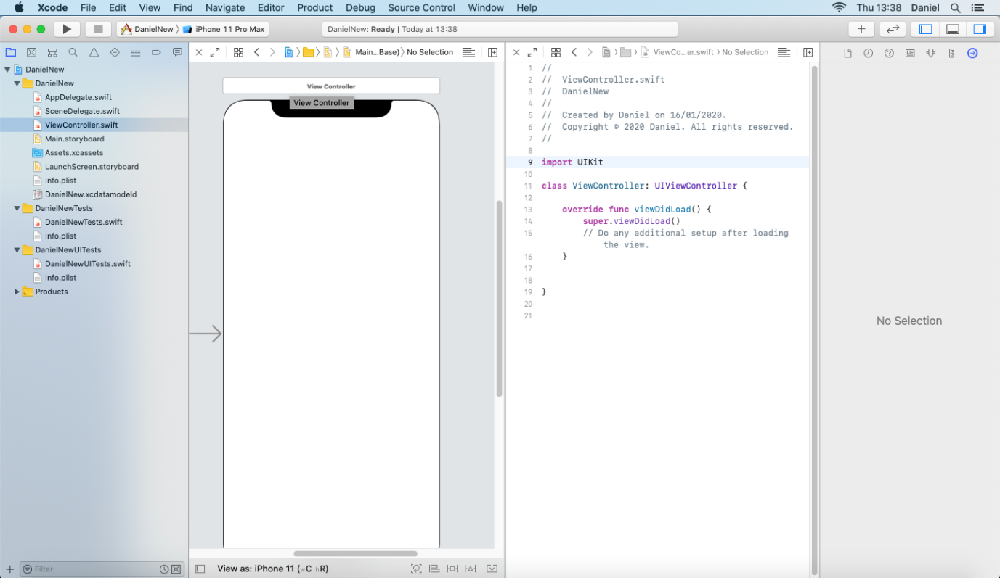 Xcode File Edit View Find Navigate Editor Product Debug Source Control Window Help Thu 13:38 Daniel
DanielNew iPhone 11 Pro Max DanielNew: Ready | Today at 13:38
Main...Base) No Selection
ViewCo...er.swift No Selection
DanielNew
DanielNew
AppDelegate.swift
SceneDelegate.swift
ViewController.swift
Main.storyboard
Assets.xcassets
LaunchScreen.storyboard
Info.plist
DanielNew.xcdatamodeld
DanielNewTests
DanielNewTests.swift
Info.plist
DanielNewUITests
DanielNewUITests.swift
Info.plist
Products
Filter
View Controller
View Controller
View as: iPhone 11 (wC hR)
1 //
2 //  ViewController.swift
3 //  DanielNew
4 //
5 //  Created by Daniel on 16/01/2020.
6 //  Copyright © 2020 Daniel. All rights reserved.
7 //
8
9 import UIKit
10
11 class ViewController: UIViewController {
12
13     override func viewDidLoad() {
14         super.viewDidLoad()
15         // Do any additional setup after loading
the view.
16     }
17
18
19 }
20
21
No Selection